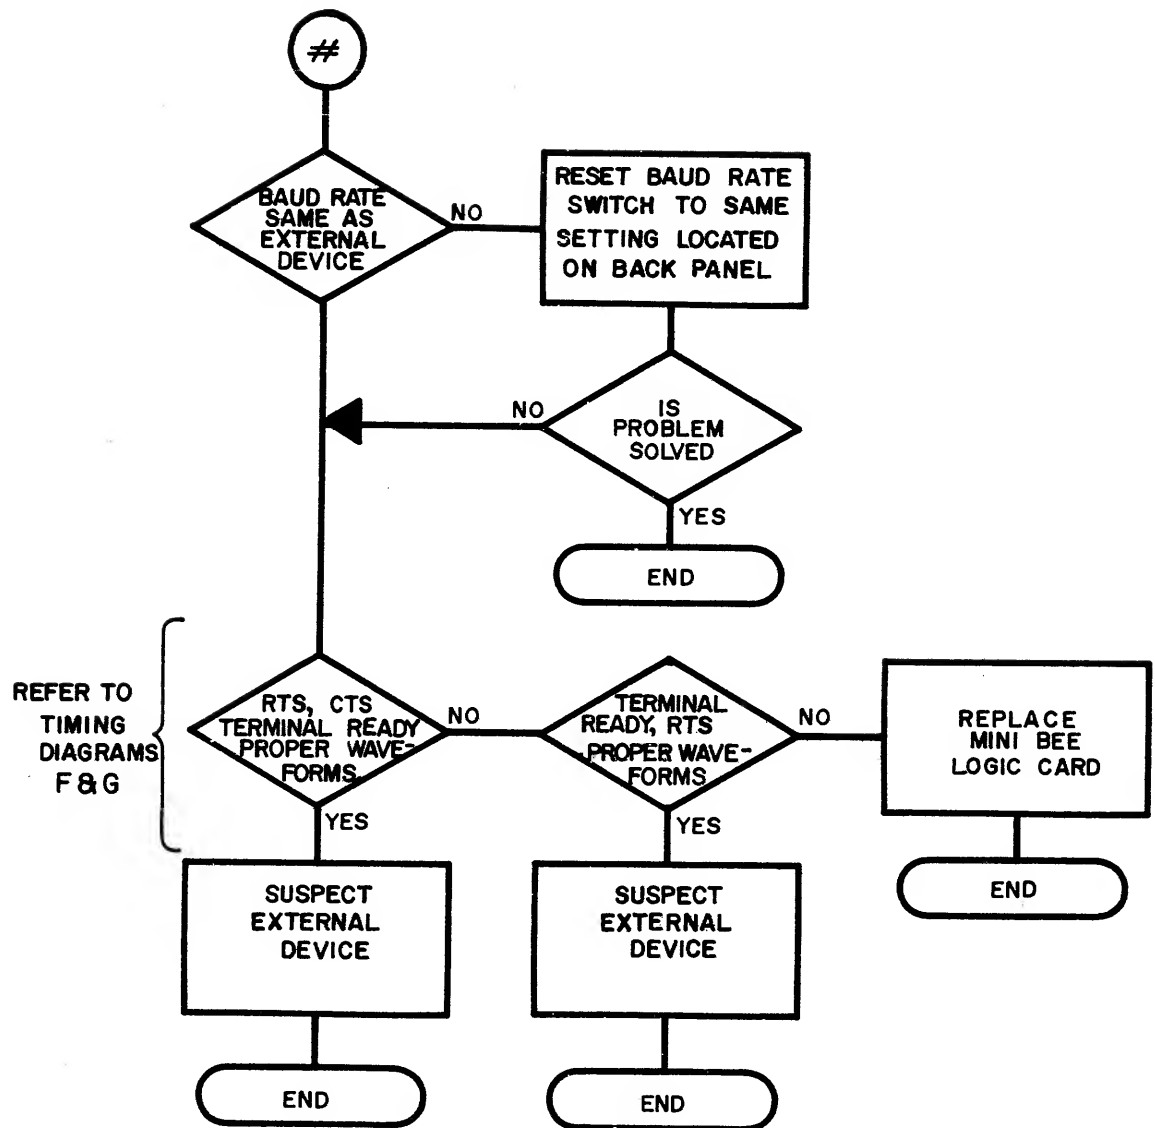 #
BAUD RATE
SAME AS
EXTERNAL
DEVICE
NO
RESET BAUD RATE
SWITCH TO SAME
SETTING LOCATED
ON BACK PANEL
NO
IS
PROBLEM
SOLVED
YES
END
REFER TO
TIMING
DIAGRAMS
F & G
RTS, CTS
TERMINAL READY
PROPER WAVE-
FORMS
NO
TERMINAL
READY, RTS
PROPER WAVE-
FORMS
NO
REPLACE
MINI BEE
LOGIC CARD
YES
YES
END
SUSPECT
EXTERNAL
DEVICE
SUSPECT
EXTERNAL
DEVICE
END
END